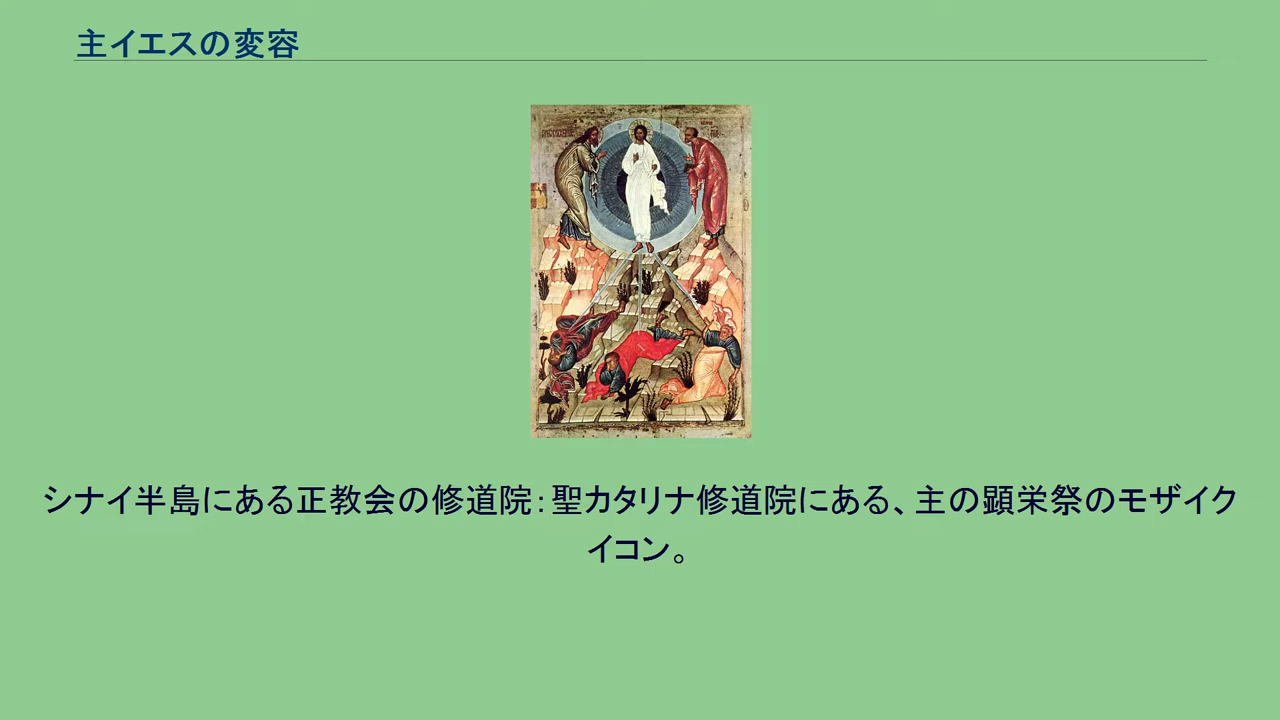 主イエスの変容
シナイ半島にある正教会の修道院：聖カタリナ修道院にある、主の顕栄祭のモザイク
イコン。